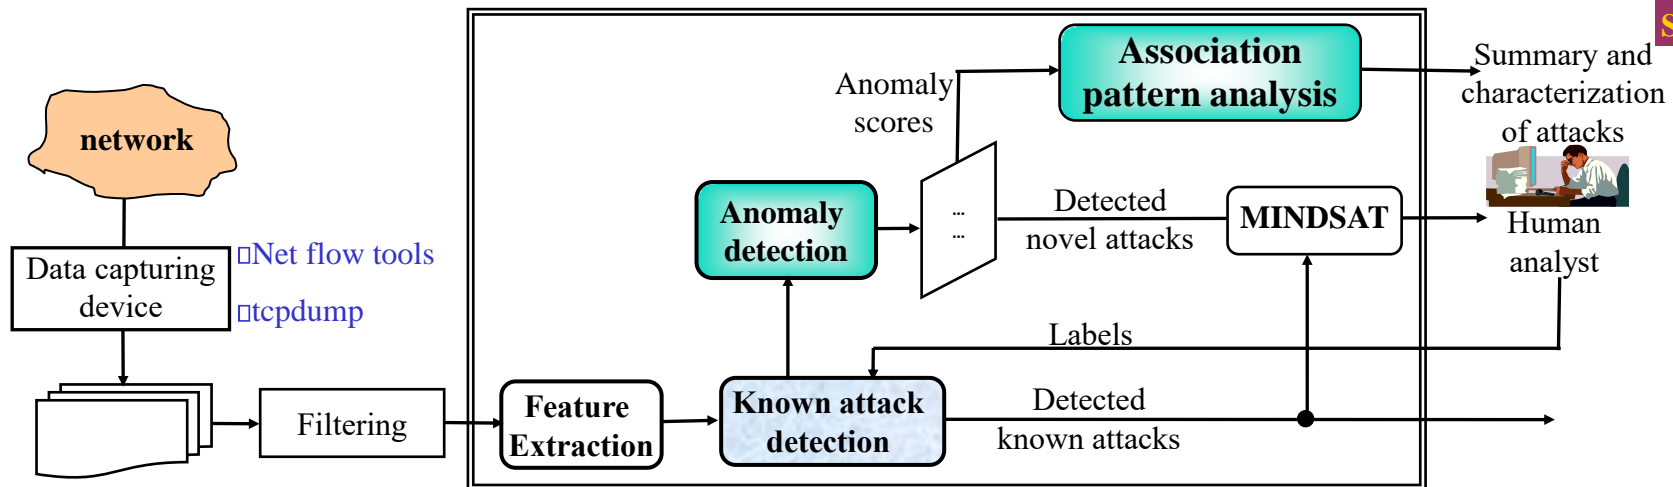 network
Data capturing
device
Net flow tools
tcpdump
Filtering
Feature
Extraction
Known attack
detection
Anomaly
detection
Anomaly
scores
...
...
Association
pattern analysis
Summary and
characterization
of attacks
Detected
novel attacks
MINDSAT
Human
analyst
Labels
Detected
known attacks
S